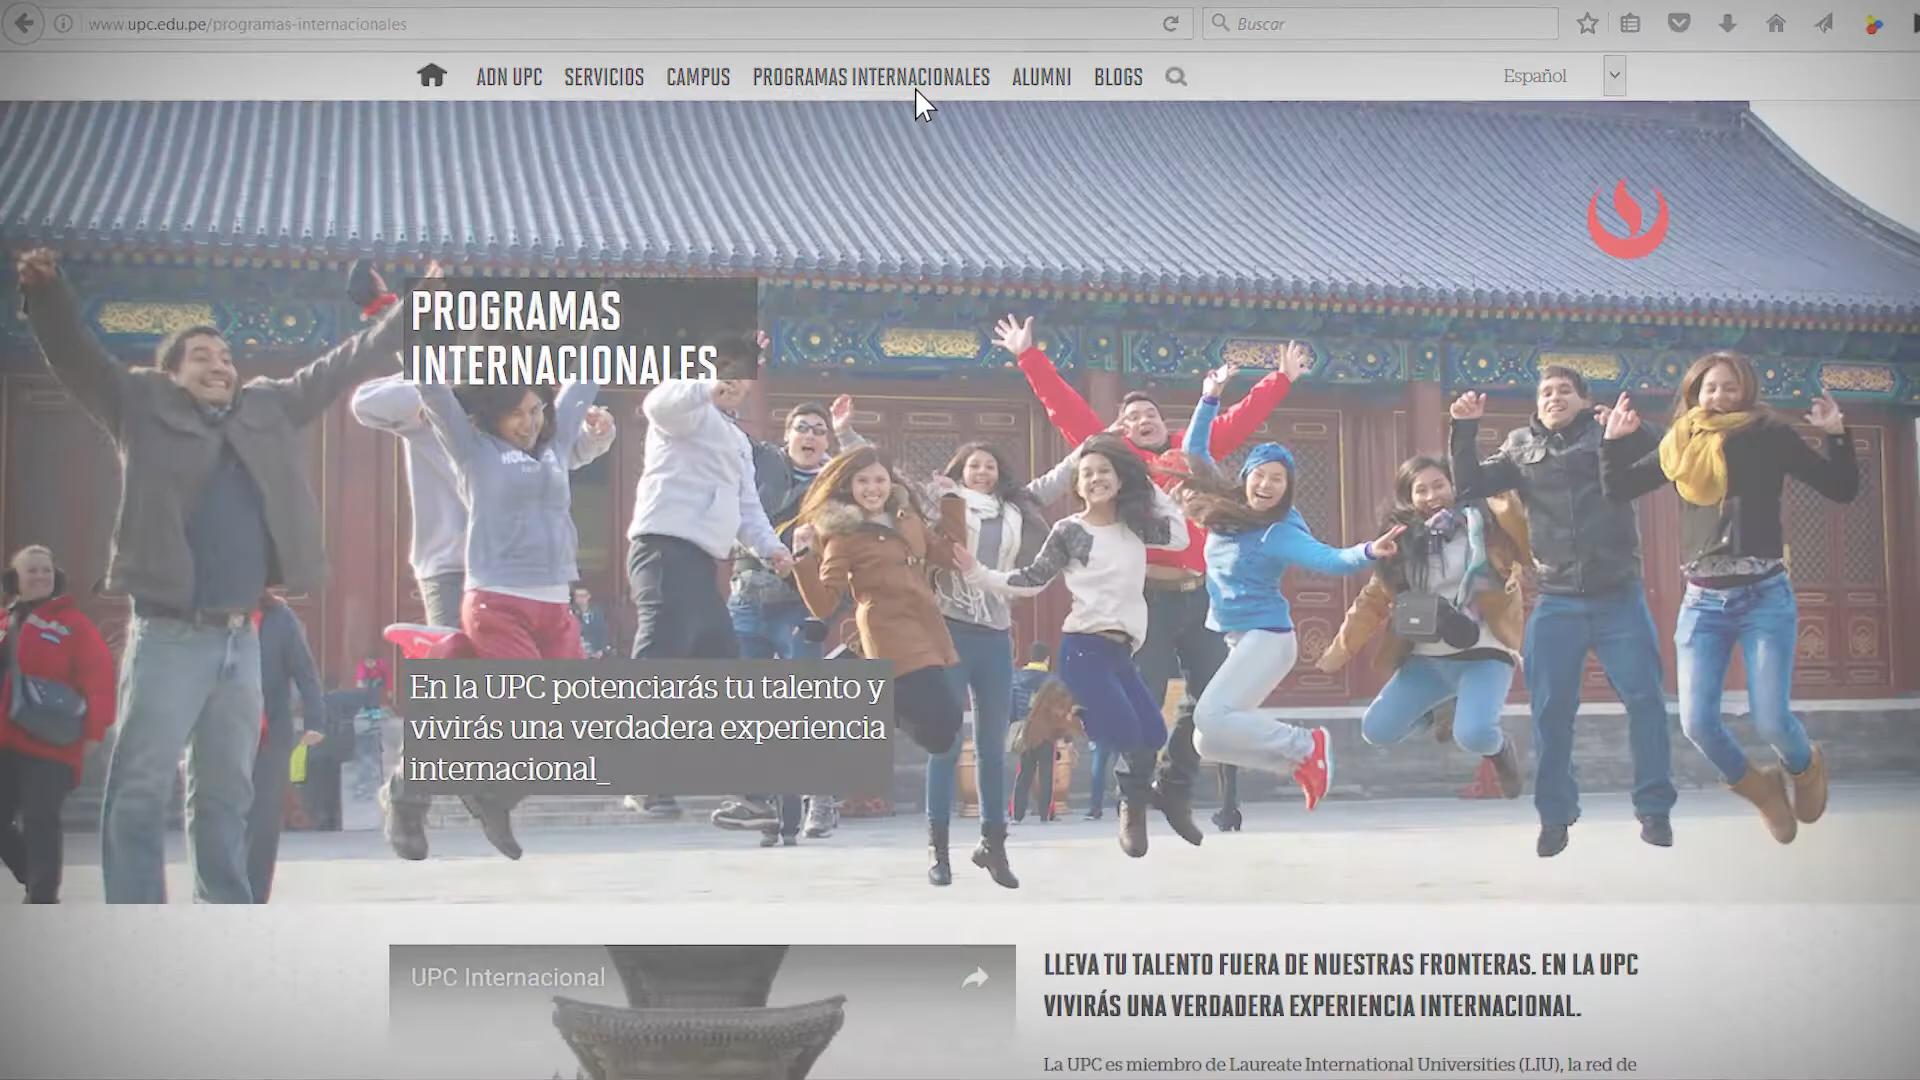 www.upc.edu.pe/programas-internacionales
Buscar
ADN UPC SERVICIOS CAMPUS PROGRAMAS INTERNACIONALES ALUMNI BLOGS
Español
PROGRAMAS
INTERNACIONALES
En la UPC potenciarás tu talento y
vivirás una verdadera experiencia
internacional_
UPC Internacional
LLEVA TU TALENTO FUERA DE NUESTRAS FRONTERAS. EN LA UPC
VIVIRÁS UNA VERDADERA EXPERIENCIA INTERNACIONAL.
La UPC es miembro de Laureate International Universities (LIU), la red de